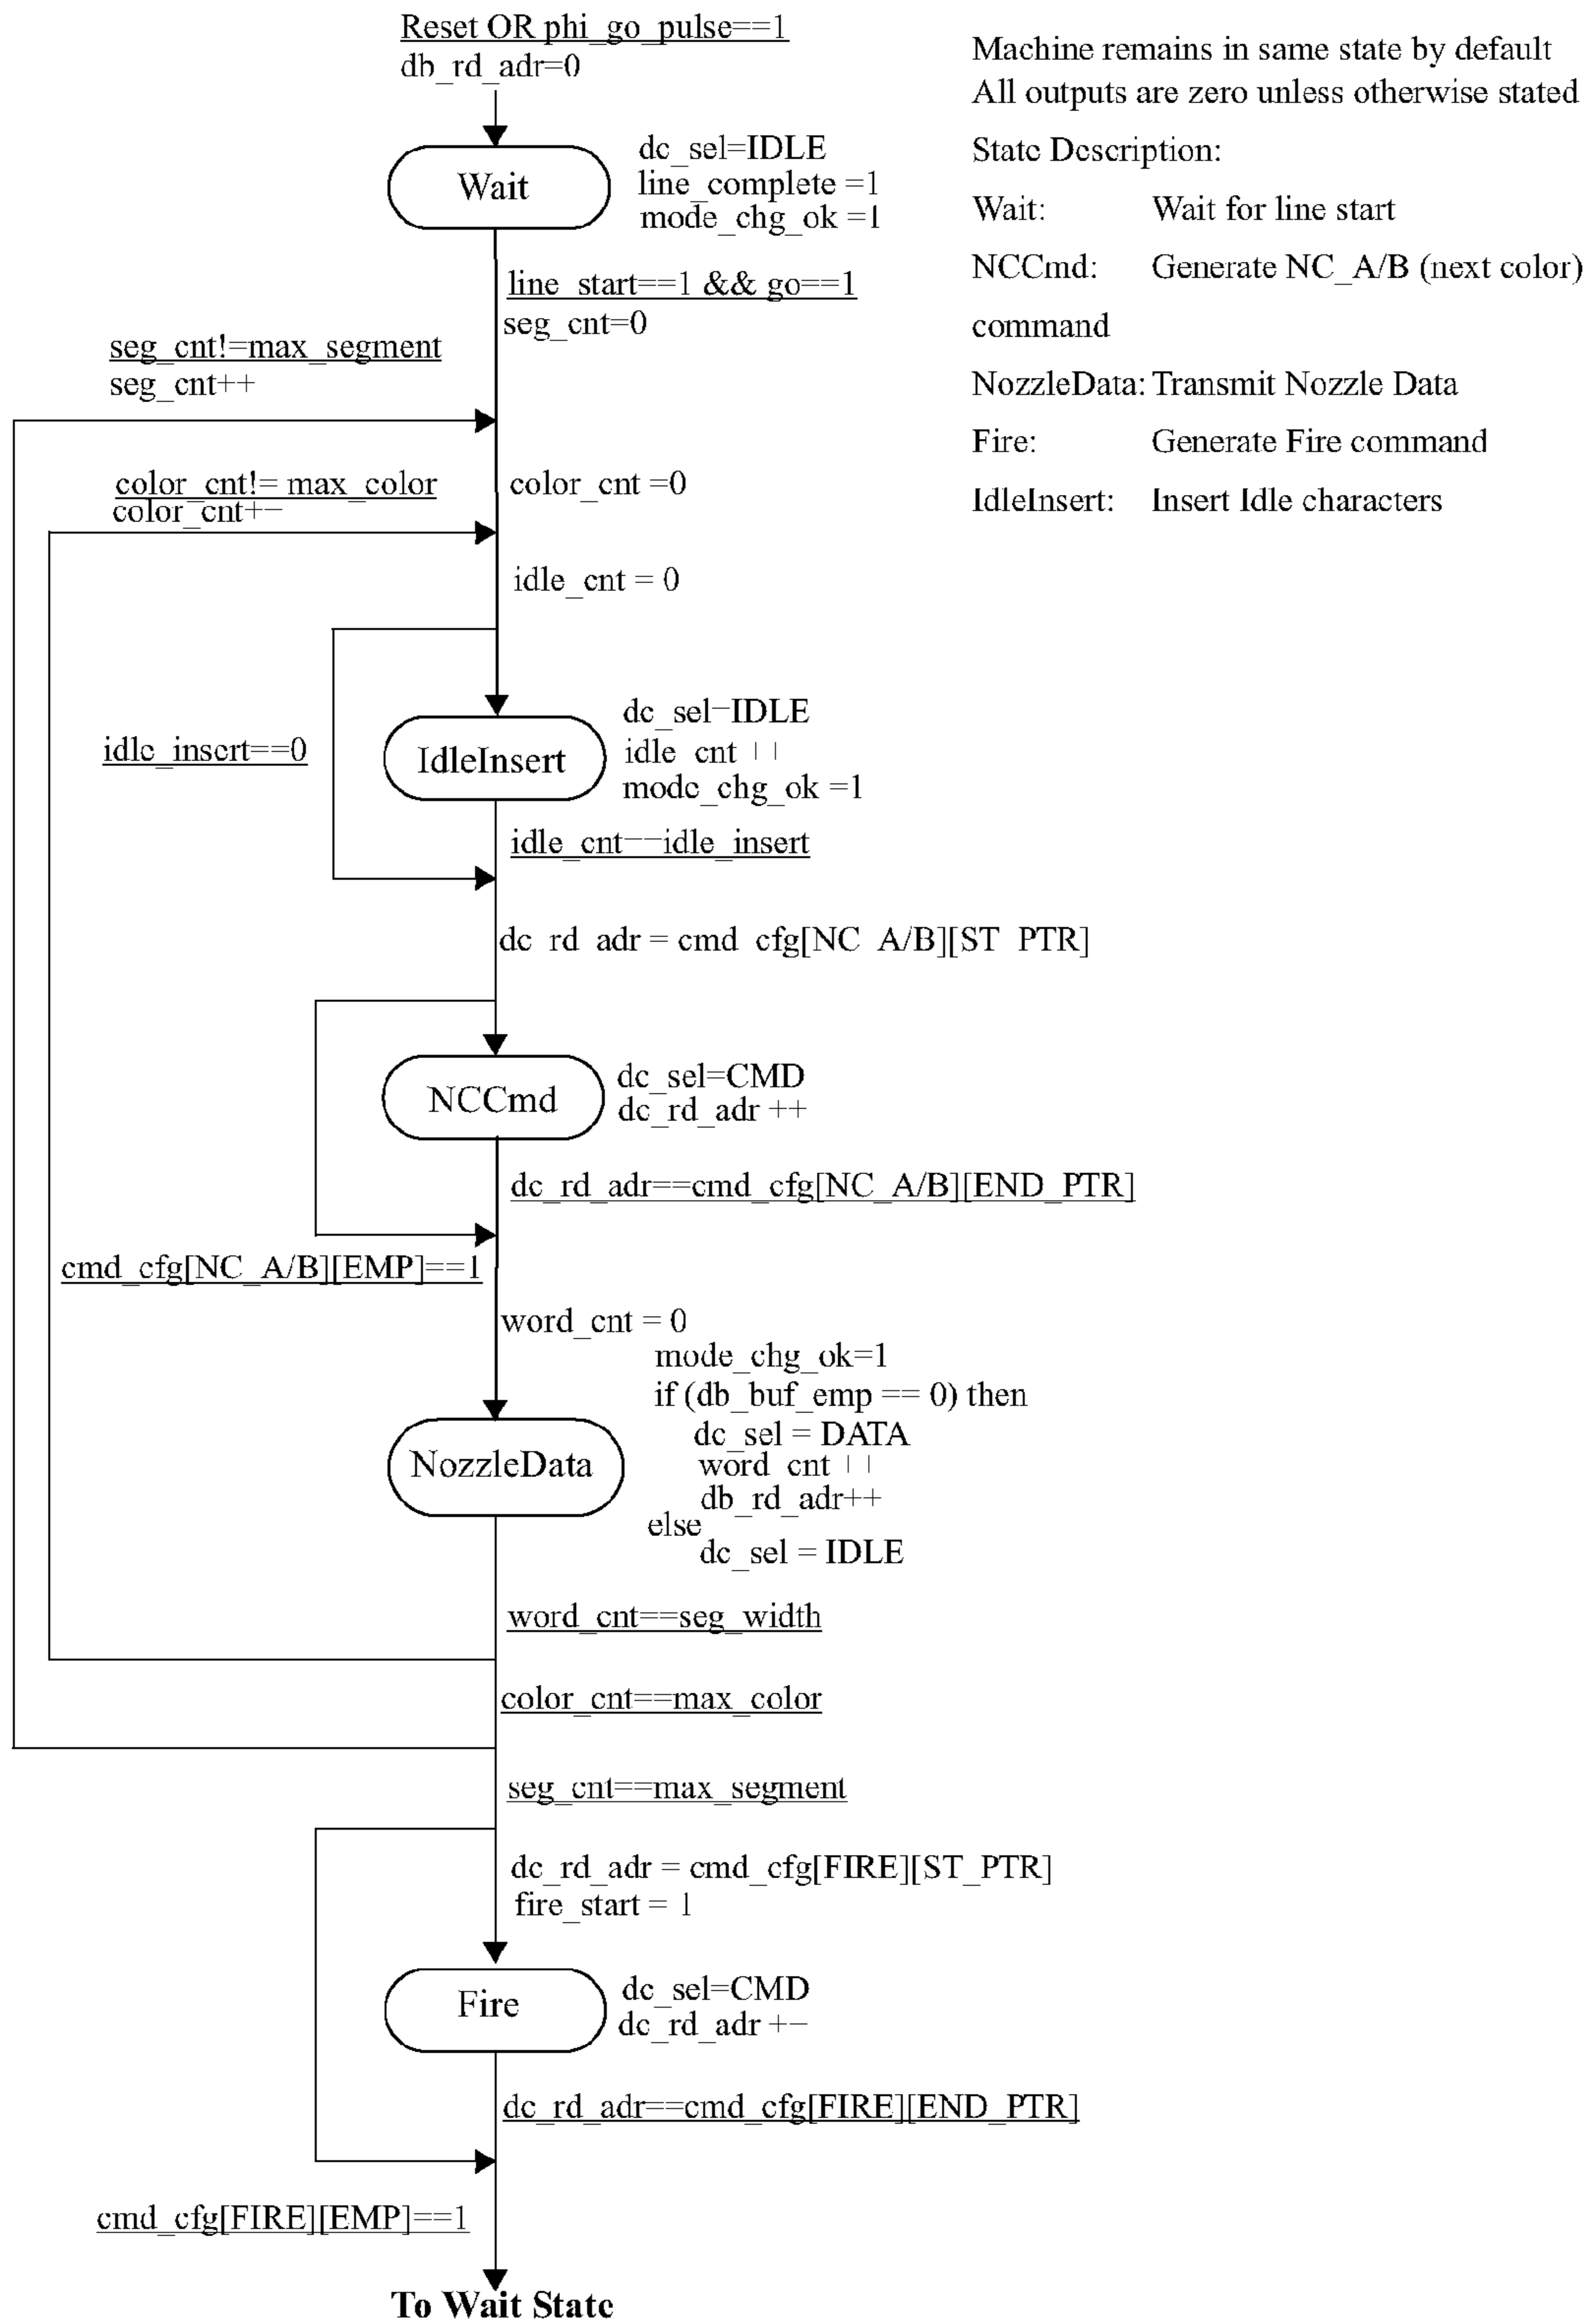 Reset OR phi_go_pulse==1
db_rd_adr=0
Machine remains in same state by default
All outputs are zero unless otherwise stated
State Description:
Wait: Wait for line start
NCCmd: Generate NC_A/B (next color)
command
NozzleData: Transmit Nozzle Data
Fire: Generate Fire command
IdleInsert: Insert Idle characters
Wait
dc_sel=IDLE
line_complete =1
mode_chg_ok =1
line_start==1 && go==1
seg_cnt=0
seg_cnt!=max_segment
seg_cnt++
color_cnt!= max_color
color_cnt++
color_cnt =0
idle_cnt = 0
idle_insert==0
IdleInsert
dc_sel=IDLE
idle_cnt ++
mode_chg_ok =1
idle_cnt==idle_insert
dc_rd_adr = cmd_cfg[NC_A/B][ST_PTR]
NCCmd
dc_sel=CMD
dc_rd_adr ++
dc_rd_adr==cmd_cfg[NC_A/B][END_PTR]
cmd_cfg[NC_A/B][EMP]==1
word_cnt = 0
NozzleData
mode_chg_ok=1
if (db_buf_emp == 0) then
dc_sel = DATA
word_cnt ++
db_rd_adr++
else
dc_sel = IDLE
word_cnt==seg_width
color_cnt==max_color
seg_cnt==max_segment
dc_rd_adr = cmd_cfg[FIRE][ST_PTR]
fire_start = 1
Fire
dc_sel=CMD
dc_rd_adr ++
dc_rd_adr==cmd_cfg[FIRE][END_PTR]
cmd_cfg[FIRE][EMP]==1
To Wait State